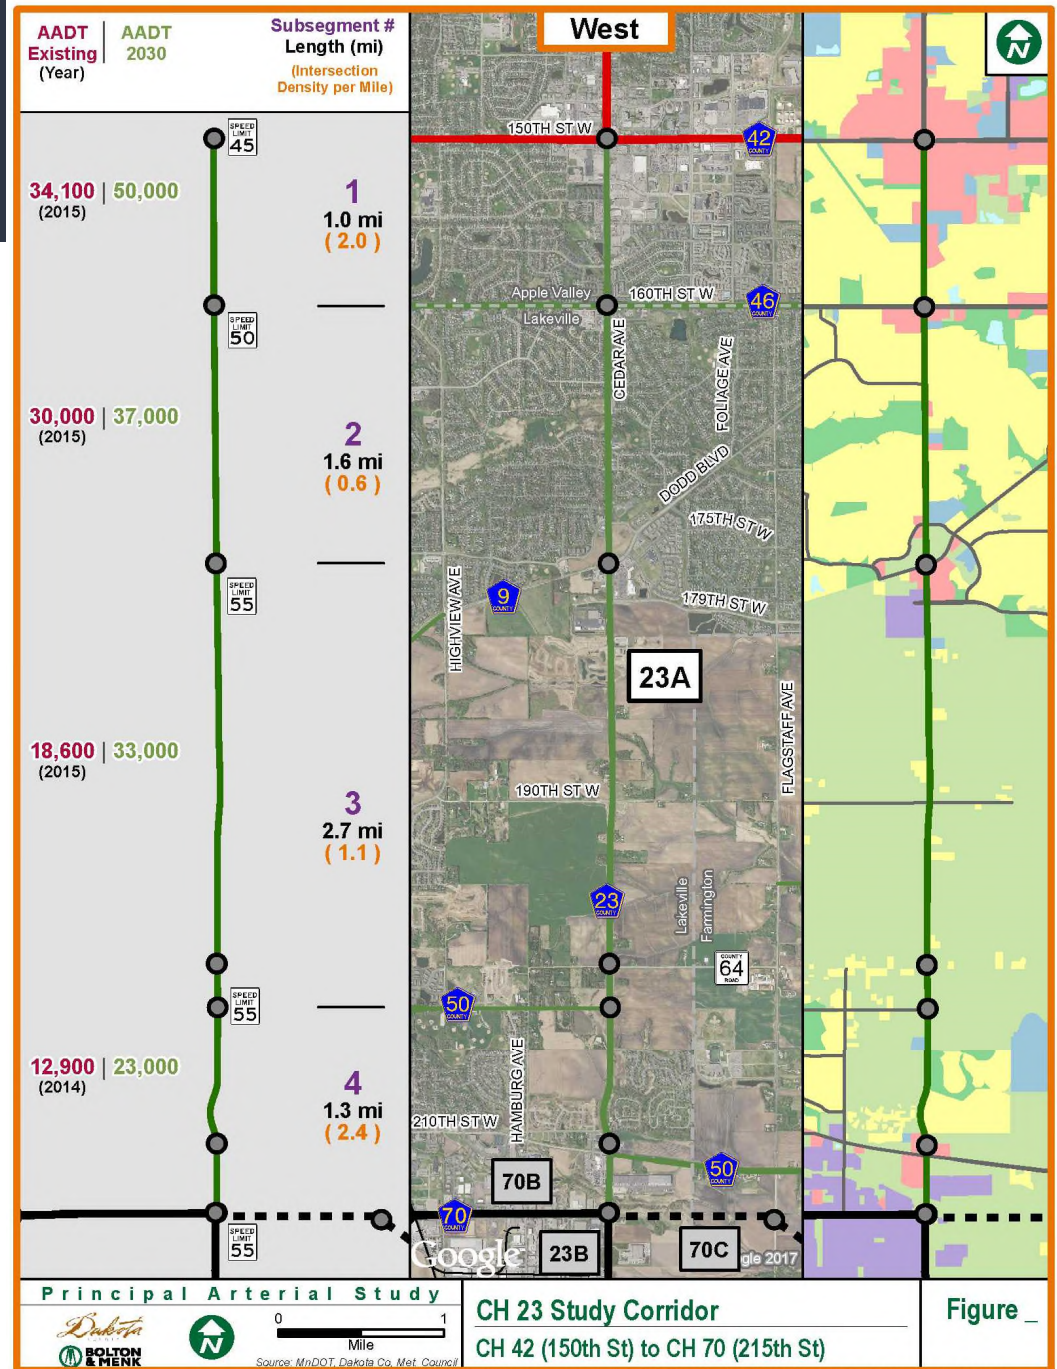 AADT Existing (Year)
AADT 2030
Subsegment #
Length (mi)
(Intersection Density per Mile)
West
N
SPEED LIMIT 45
34,100 | 50,000
(2015)
1
1.0 mi
( 2.0 )
SPEED LIMIT 50
30,000 | 37,000
(2015)
2
1.6 mi
( 0.6 )
SPEED LIMIT 55
18,600 | 33,000
(2015)
3
2.7 mi
( 1.1 )
SPEED LIMIT 55
12,900 | 23,000
(2014)
4
1.3 mi
( 2.4 )
SPEED LIMIT 55
150TH ST W
42 COUNTY
Apple Valley
160TH ST W
46 COUNTY
Lakeville
CEDAR AVE
FOLIAGE AVE
DODD BLVD
175TH ST W
HIGHVIEW AVE
9 COUNTY
179TH ST W
23A
FLAGSTAFF AVE
190TH ST W
23 COUNTY
Lakeville
Farmington
COUNTY 64 ROAD
50 COUNTY
HAMBURG AVE
210TH ST W
50 COUNTY
70B
70 COUNTY
Google
23B
70C
gle 2017
Principal Arterial Study
Dakota
BOLTON & MENK
N
0 1
Mile
Source: MnDOT, Dakota Co, Met. Council
CH 23 Study Corridor
CH 42 (150th St) to CH 70 (215th St)
Figure _